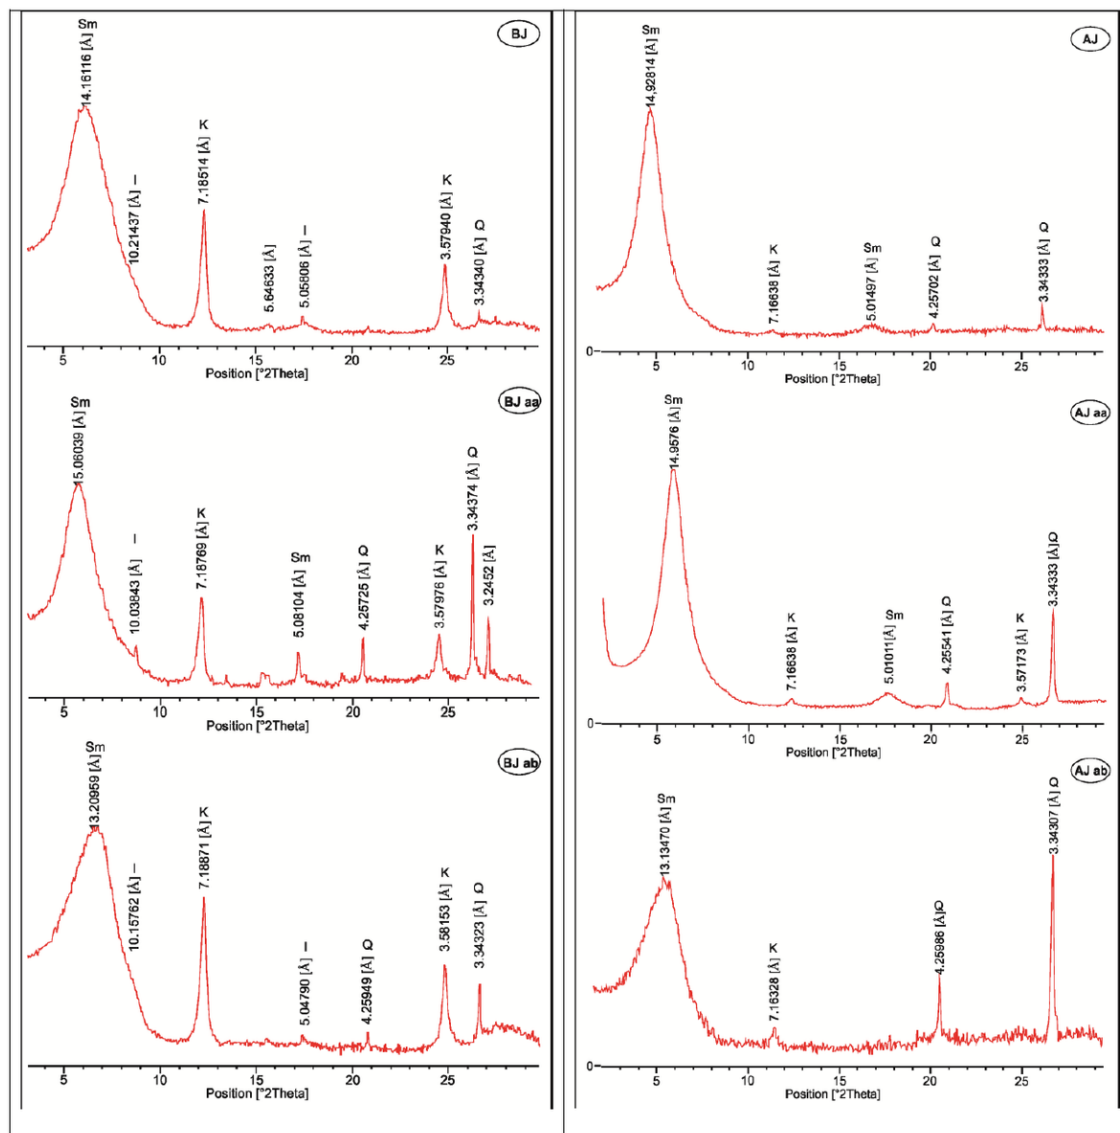 BJ
Sm
14.16116 [Å]
10.21437 [Å] I
7.18514 [Å] K
5.64633 [Å]
5.05806 [Å] I
3.57940 [Å] K
3.34340 [Å] Q
5 10 15 20 25
Position [°2Theta]
AJ
Sm
14,92814 [Å]
7.16638 [Å] K
5.01497 [Å] Sm
4.25702 [Å] Q
3.34333 [Å] Q
0
5 10 15 20 25
Position [°2Theta]
BJ aa
Sm
15.06039 [Å]
10.03843 [Å] I
7.18769 [Å] K
5.08104 [Å] Sm
4.25725 [Å] Q
3.57976 [Å] K
3.34374 [Å] Q
3.2452 [Å]
5 10 15 20 25
Position [°2Theta]
AJ aa
Sm
14.9576 [Å]
7.16638 [Å] K
5.01011 [Å] Sm
4.25541 [Å] Q
3.57173 [Å] K
3.34333 [Å] Q
0
5 10 15 20 25
Position [°2Theta]
BJ ab
Sm
13.20959 [Å]
10.15762 [Å] I
7.18871 [Å] K
5.04790 [Å] I
4.25949 [Å] Q
3.58153 [Å] K
3.34323 [Å] Q
5 10 15 20 25
Position [°2Theta]
AJ ab
Sm
13.13470 [Å]
7.16328 [Å] K
4.25986 [Å] Q
3.34307 [Å] Q
0
5 10 15 20 25
Position [°2Theta]